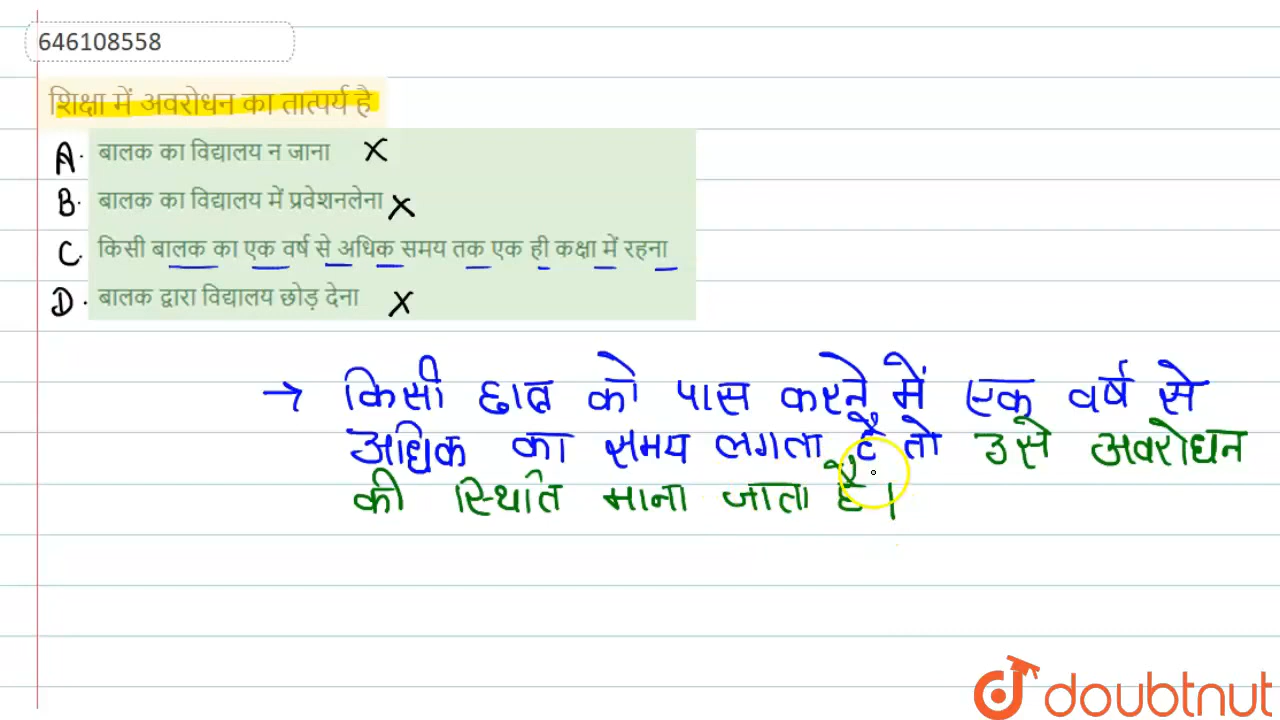 646108558
शिक्षा में अवरोधन का तात्पर्य है
A. बालक का विद्यालय न जाना X
B. बालक का विद्यालय में प्रवेशनलेना X
C. किसी बालक का एक वर्ष से अधिक समय तक एक ही कक्षा में रहना
D. बालक द्वारा विद्यालय छोड़ देना X
→ किसी छात्र को पास करने में एक वर्ष से
अधिक का समय लगता है तो उसे अवरोधन
की स्थिति माना जाता है।
doubtnut